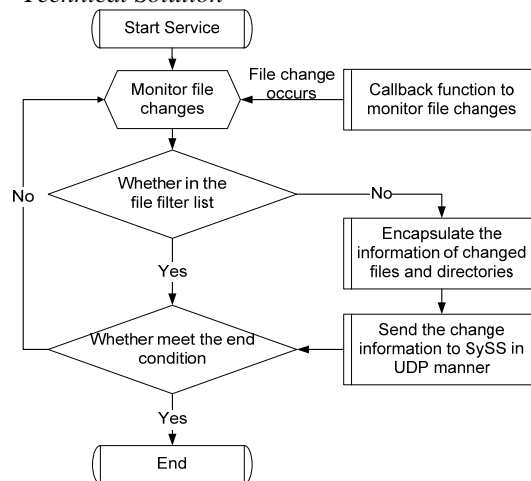 Technical Solution
Start Service
Monitor file
changes
File change
occurs
Callback function to
monitor file changes
Whether in the
file filter list
No
No
Encapsulate the
information of changed
files and directories
Yes
Whether meet the end
condition
Send the change
information to SySS in
UDP manner
Yes
End